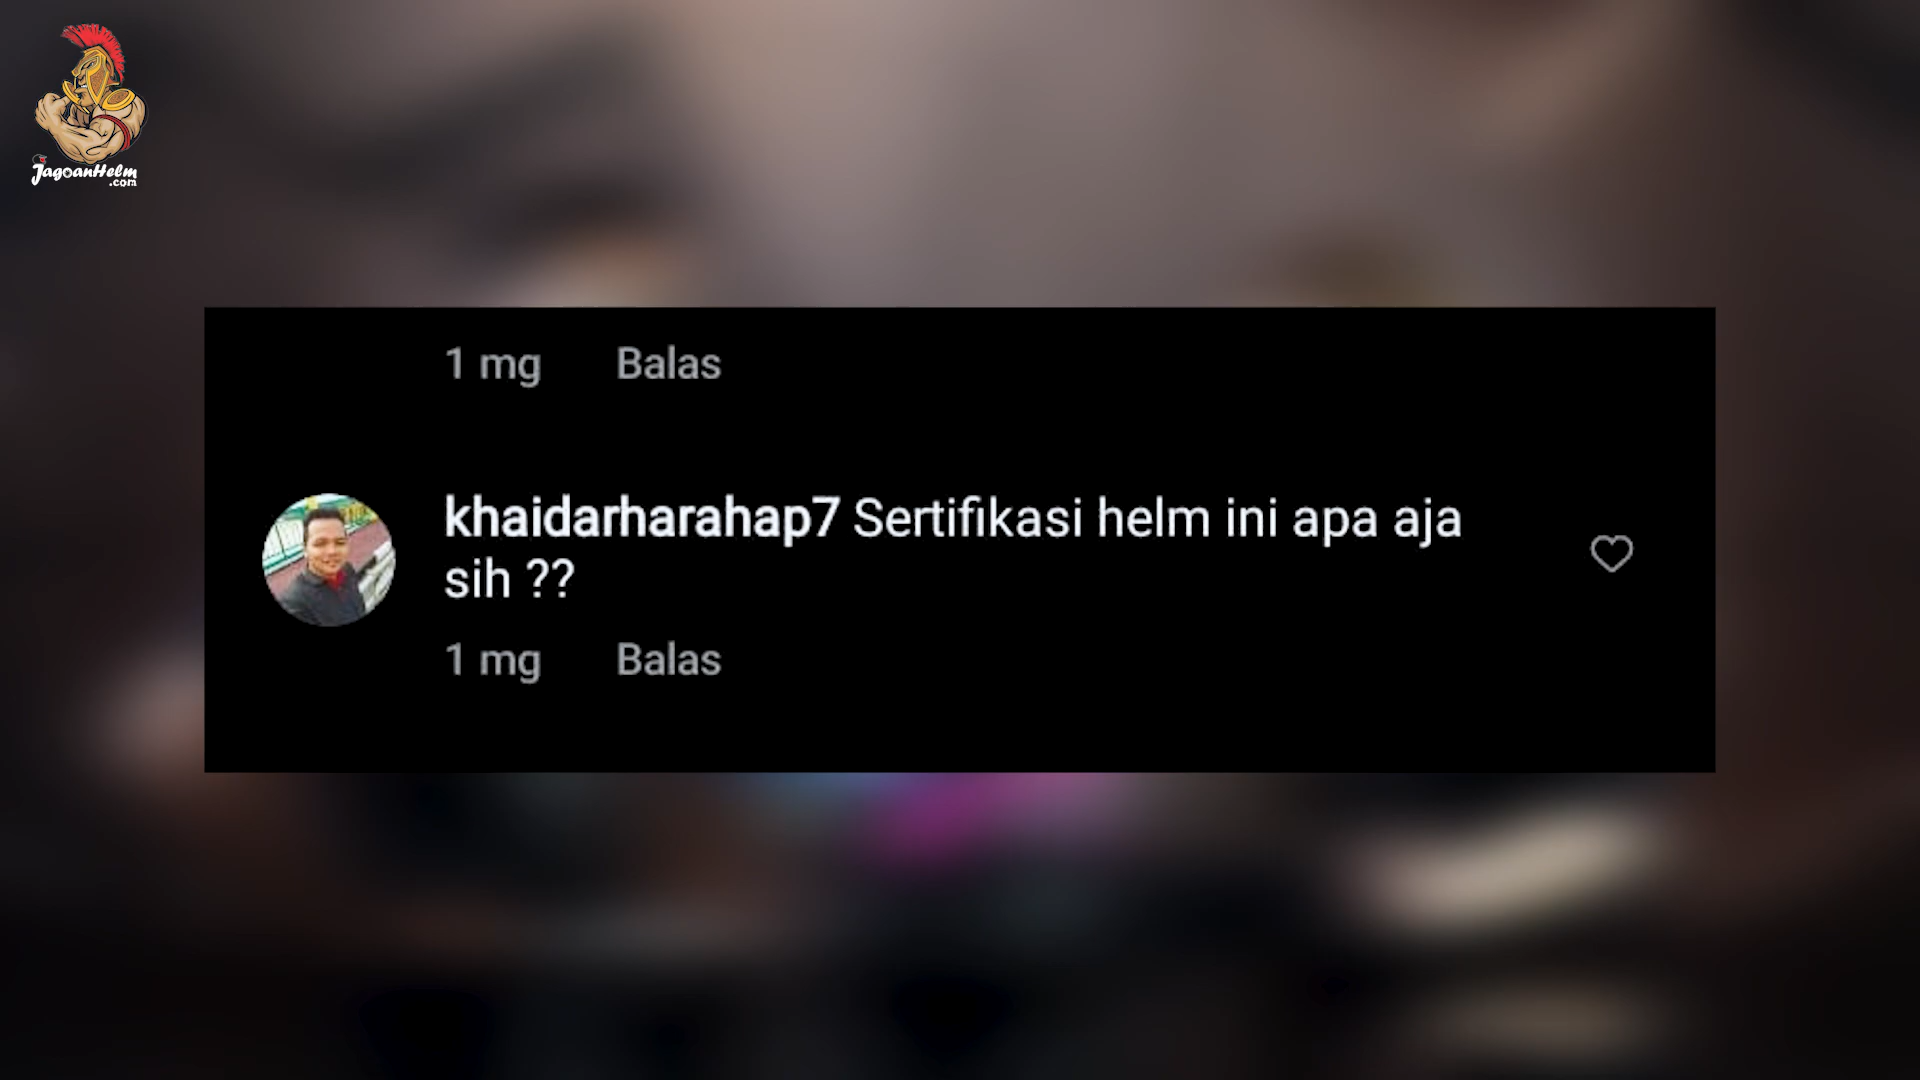 JagoanHelm
.com
1 mg Balas
khaidarharahap7 Sertifikasi helm ini apa aja
sih ??
1 mg Balas